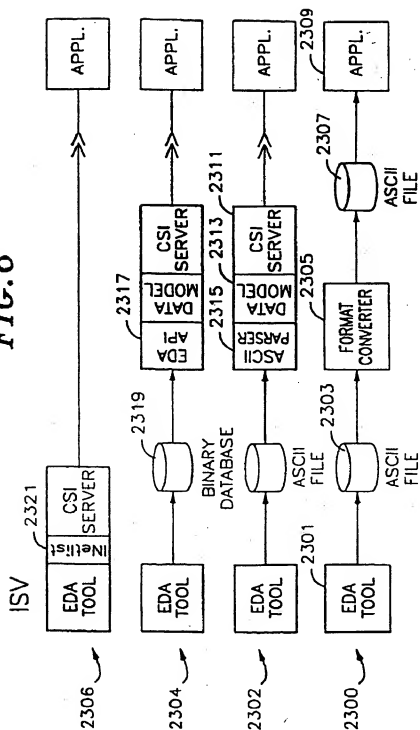 FIG. 8
ISV
2306
EDA
TOOL
INetlist
2321
CSI
SERVER
APPL.
2304
EDA
TOOL
2319
BINARY
DATABASE
EDA
API
2317
DATA
MODEL
CSI
SERVER
APPL.
2302
EDA
TOOL
ASCII
FILE
ASCII
PARSER
2315
DATA
MODEL
2313
CSI
SERVER
2311
APPL.
2300
EDA
TOOL
2301
2303
ASCII
FILE
2305
FORMAT
CONVERTER
2307
ASCII
FILE
2309
APPL.